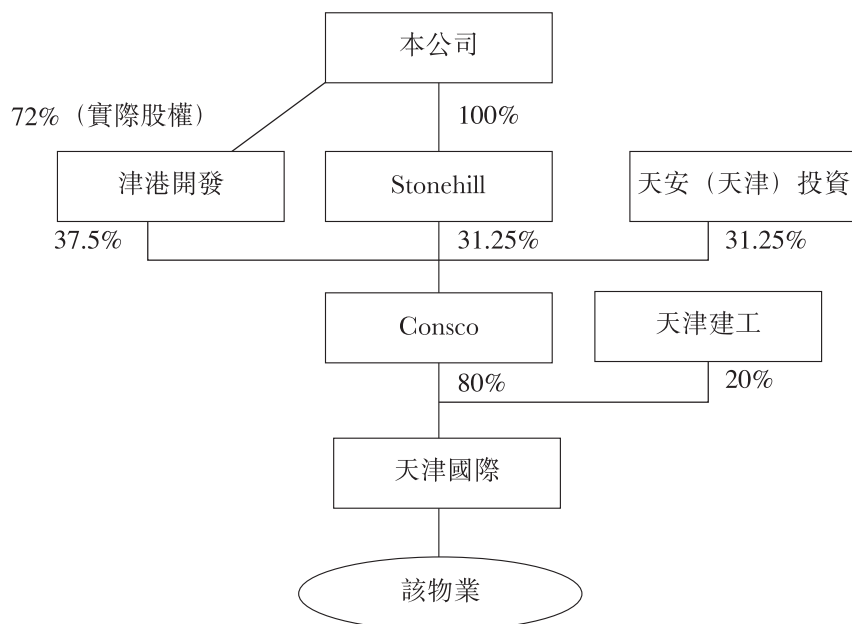 本公司
72%（實際股權）
100%
津港開發
Stonehill
天安（天津）投資
37.5%
31.25%
31.25%
Consco
天津建工
80%
20%
天津國際
該物業